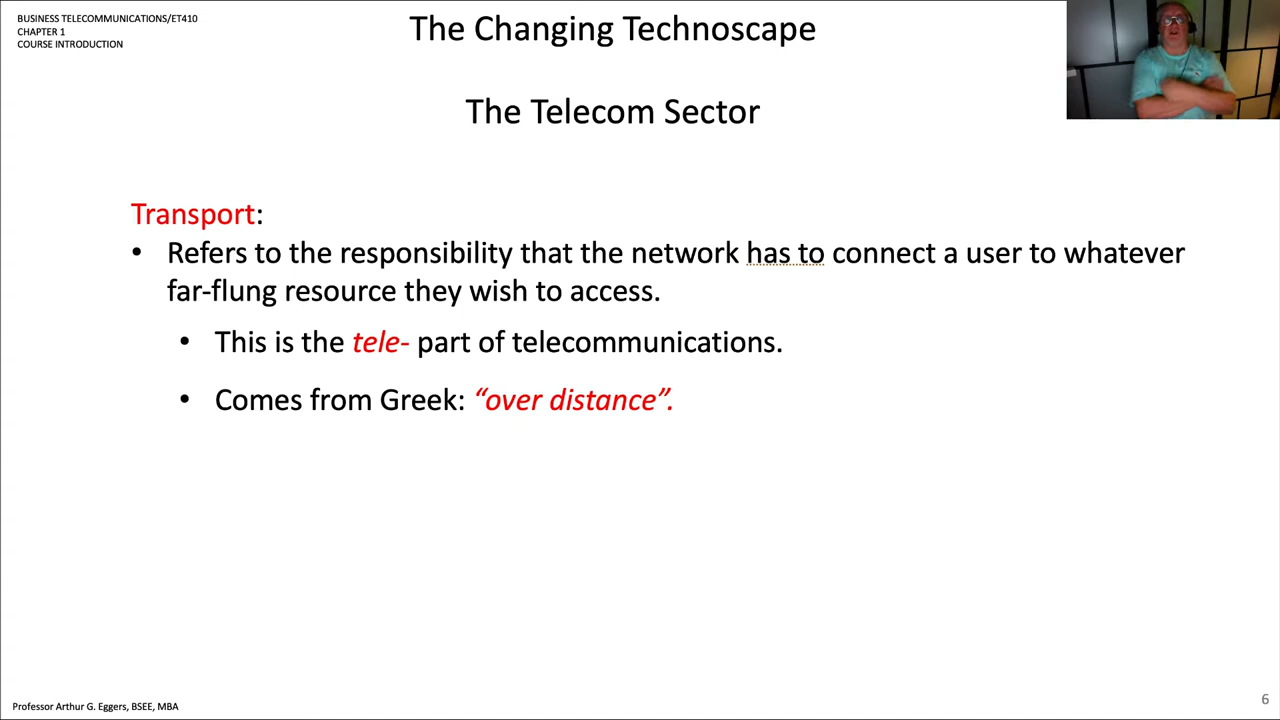 BUSINESS TELECOMMUNICATIONS/ET410
CHAPTER 1
COURSE INTRODUCTION
The Changing Technoscape
The Telecom Sector
Transport:
• Refers to the responsibility that the network has to connect a user to whatever
far-flung resource they wish to access.
• This is the tele- part of telecommunications.
• Comes from Greek: “over distance”.
Professor Arthur G. Eggers, BSEE, MBA
6